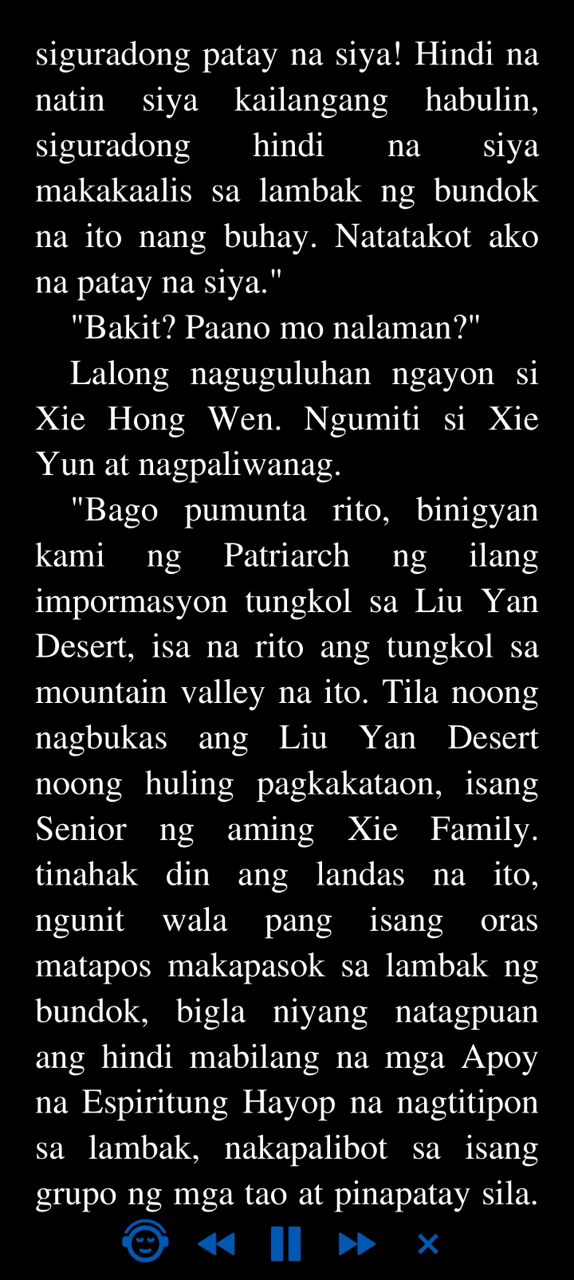 siguradong patay na siya! Hindi na
natin siya kailangang habulin,
siguradong hindi na siya
makakaalis sa lambak ng bundok
na ito nang buhay. Natatakot ako
na patay na siya."
"Bakit? Paano mo nalaman?"
Lalong naguguluhan ngayon si
Xie Hong Wen. Ngumiti si Xie
Yun at nagpaliwanag.
"Bago pumunta rito, binigyan
kami ng Patriarch ng ilang
impormasyon tungkol sa Liu Yan
Desert, isa na rito ang tungkol sa
mountain valley na ito. Tila noong
nagbukas ang Liu Yan Desert
noong huling pagkakataon, isang
Senior ng aming Xie Family.
tinahak din ang landas na ito,
ngunit wala pang isang oras
matapos makapasok sa lambak ng
bundok, bigla niyang natagpuan
ang hindi mabilang na mga Apoy
na Espiritung Hayop na nagtitipon
sa lambak, nakapalibot sa isang
grupo ng mga tao at pinapatay sila.